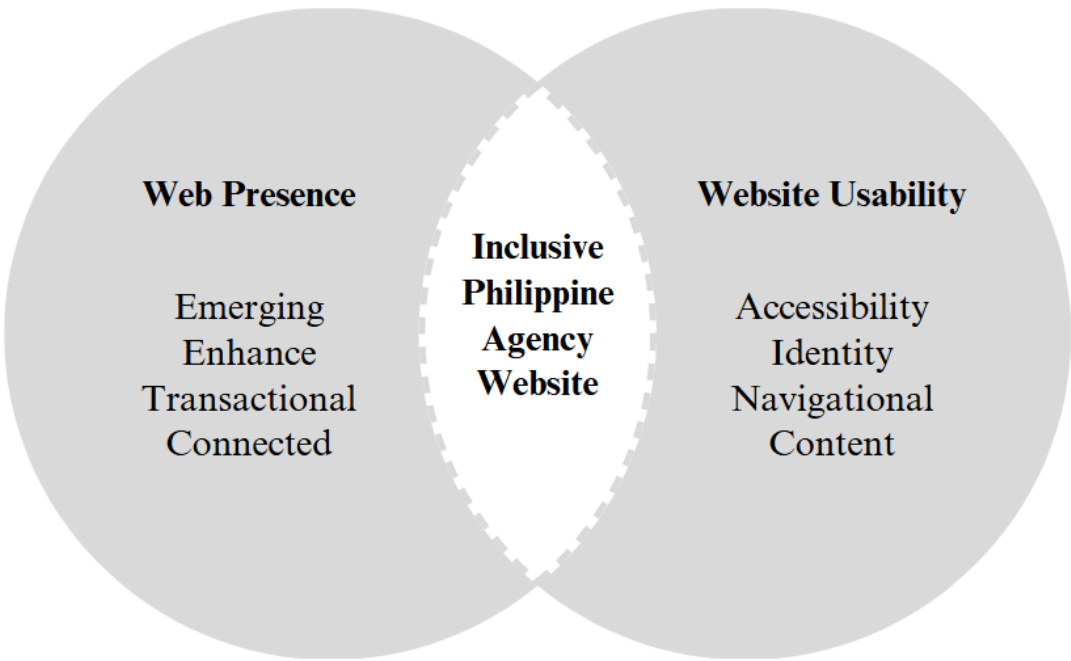 Web Presence
Emerging
Enhance
Transactional
Connected
Inclusive
Philippine
Agency
Website
Website Usability
Accessibility
Identity
Navigational
Content